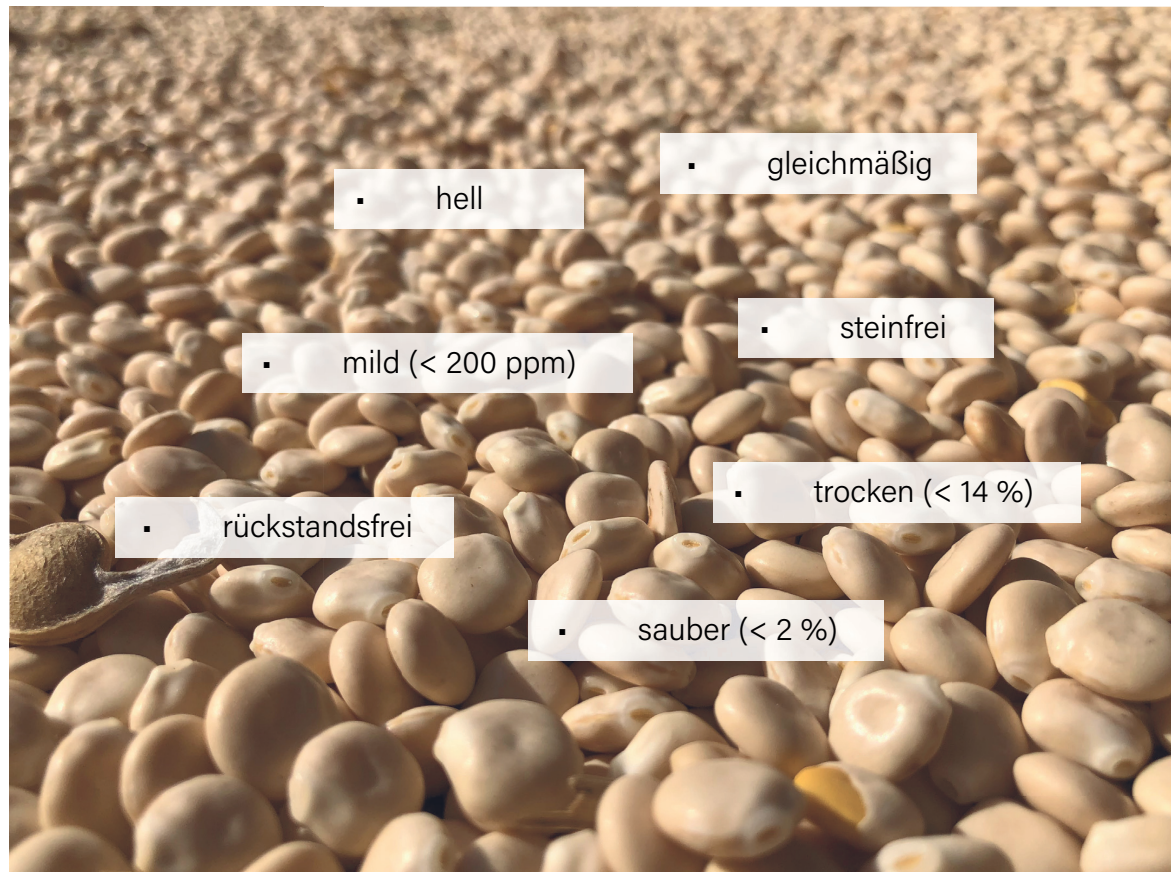 ▪ gleichmäßig
▪ hell
▪ steinfrei
▪ mild (< 200 ppm)
▪ trocken (< 14 %)
▪ rückstandsfrei
▪ sauber (< 2 %)